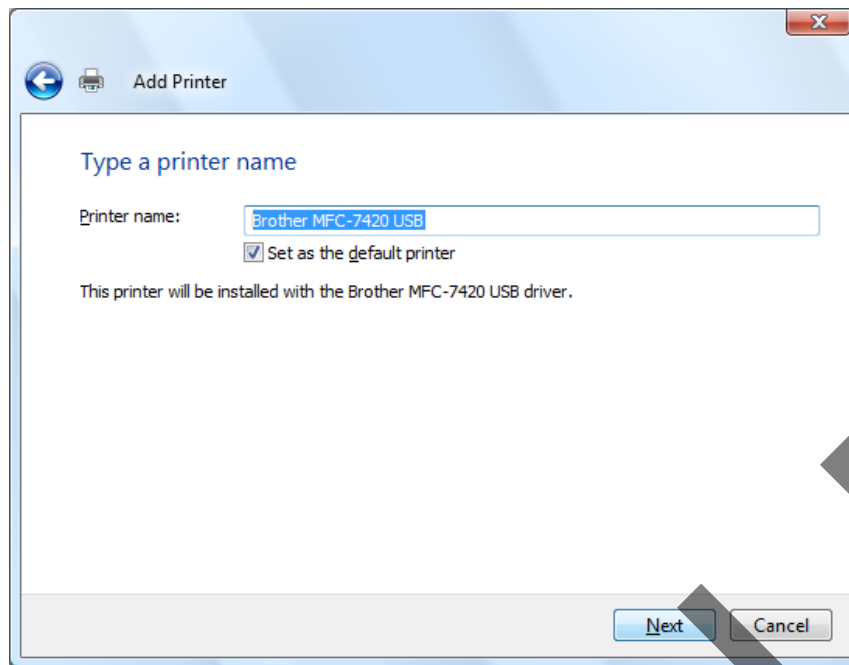 Add Printer
Type a printer name
Printer name: Brother MFC-7420 USB
Set as the default printer
This printer will be installed with the Brother MFC-7420 USB driver.
Next Cancel